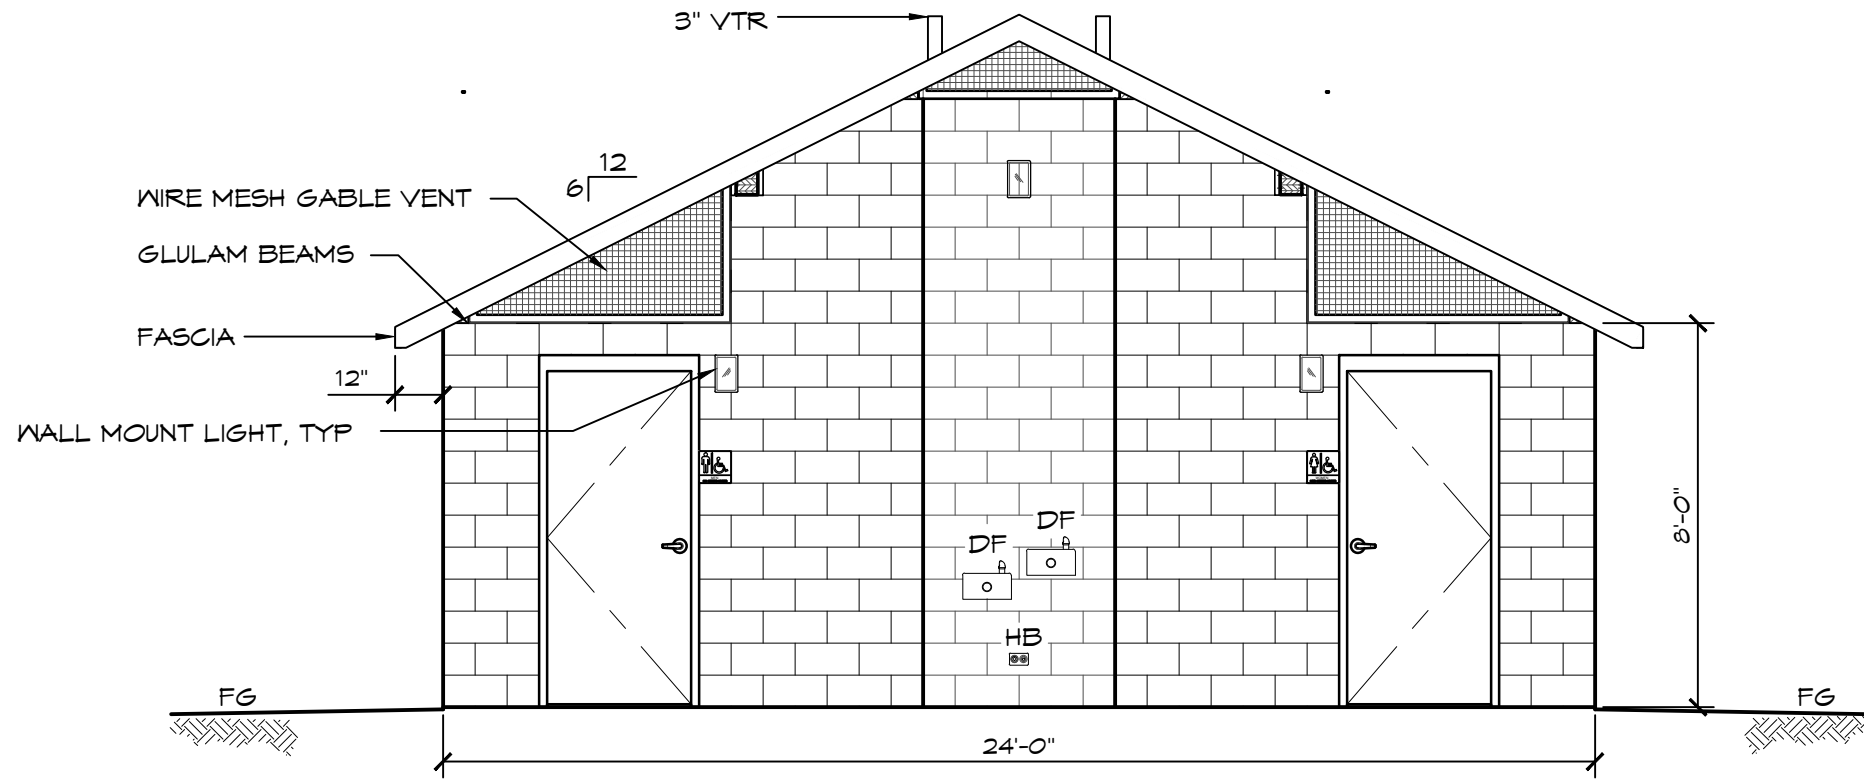 3" VTR
12
6
WIRE MESH GABLE VENT
GLULAM BEAMS
FASCIA
12"
WALL MOUNT LIGHT, TYP
8'-0"
DF
DF
HB
FG
FG
24'-0"